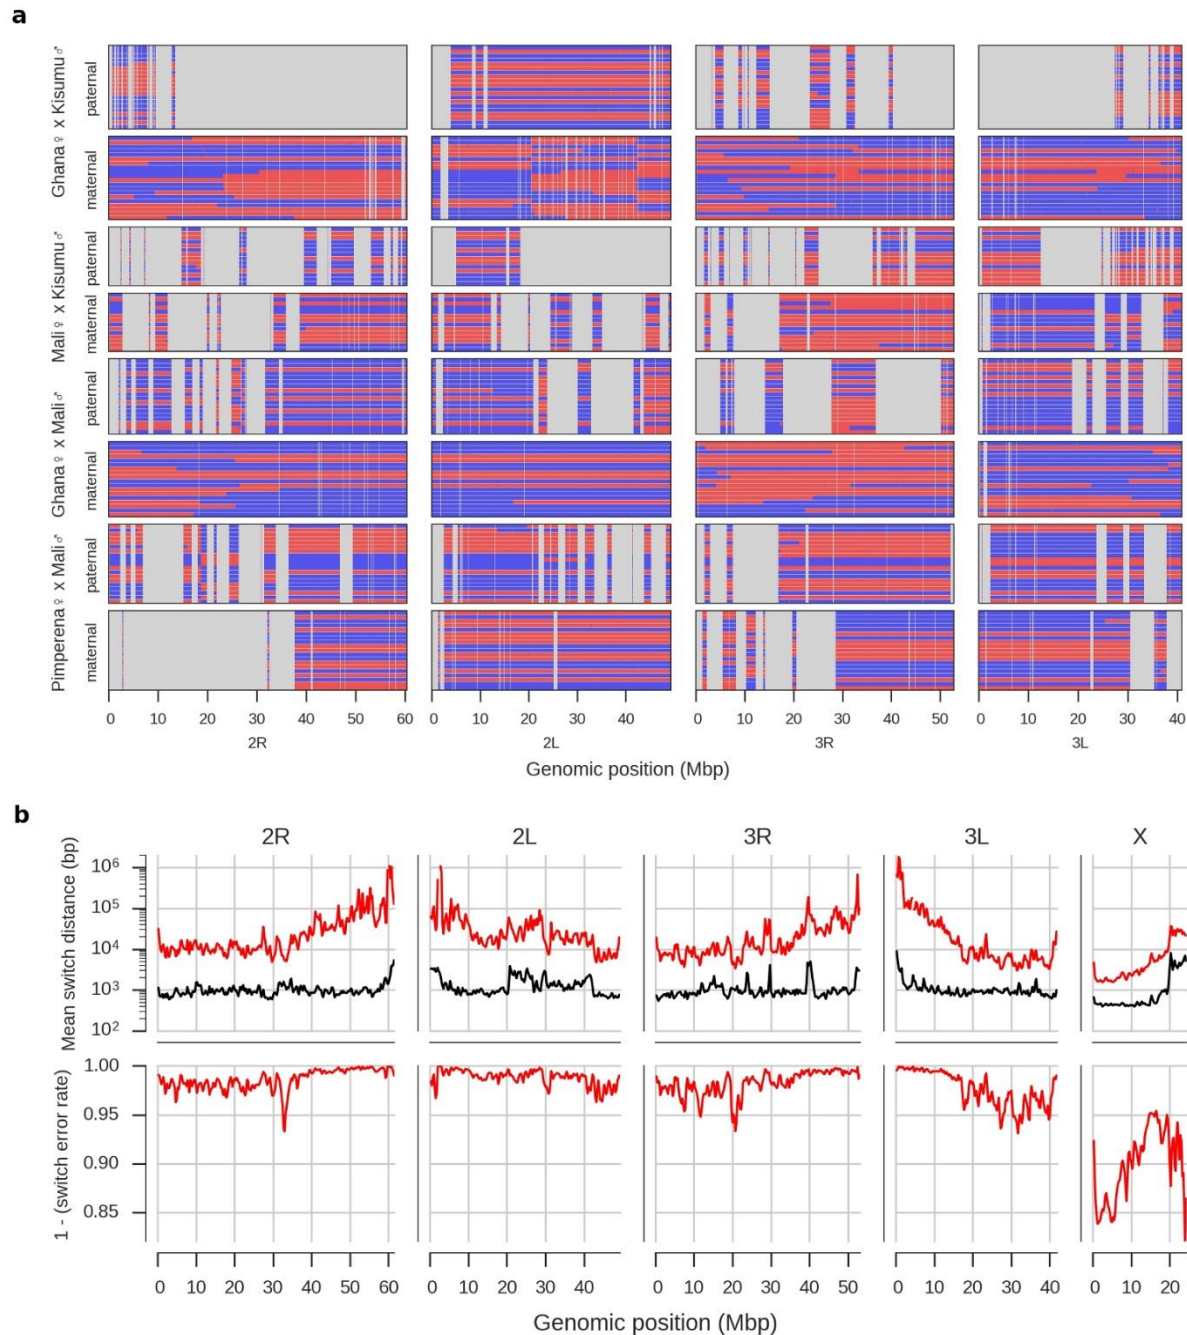 a
Ghana♀ x Kisumu♂
paternal
maternal
Mali♀ x Kisumu♂
paternal
maternal
Ghana♀ x Mali♂
paternal
maternal
Pimperena♀ x Mali♂
paternal
maternal
0 10 20 30 40 50 60 0 10 20 30 40 0 10 20 30 40 50 0 10 20 30 40
2R 2L 3R 3L
Genomic position (Mbp)
b
2R 2L 3R 3L X
Mean switch distance (bp)
10⁶
10⁵
10⁴
10³
10²
1 - (switch error rate)
1.00
0.95
0.90
0.85
0 10 20 30 40 50 60 0 10 20 30 40 0 10 20 30 40 50 0 10 20 30 40 0 10 20
Genomic position (Mbp)